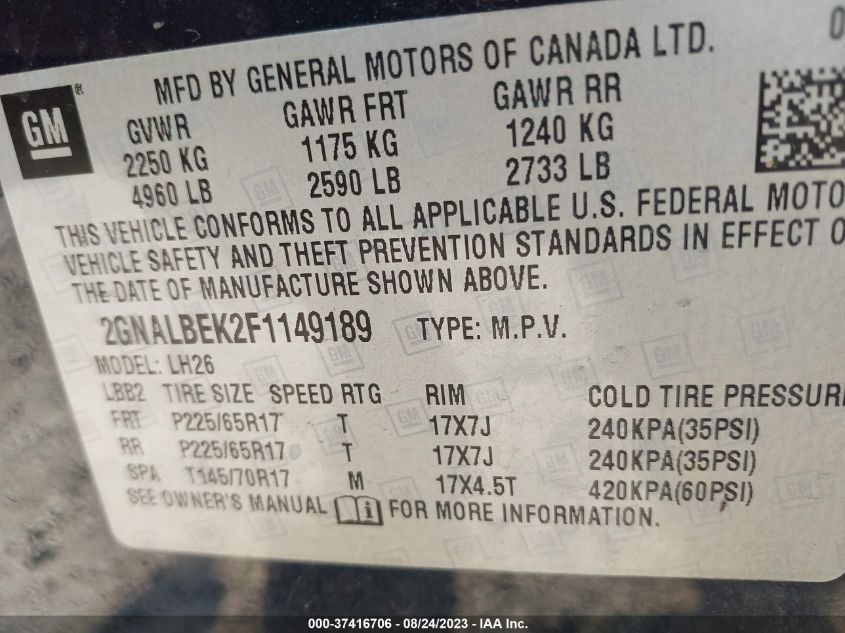 GM
®
MFD BY GENERAL MOTORS OF CANADA LTD.
GVWR GAWR FRT GAWR RR
2250 KG 1175 KG 1240 KG
4960 LB 2590 LB 2733 LB
THIS VEHICLE CONFORMS TO ALL APPLICABLE U.S. FEDERAL MOTO
VEHICLE SAFETY AND THEFT PREVENTION STANDARDS IN EFFECT O
THE DATE OF MANUFACTURE SHOWN ABOVE.
2GNALBEK2F1149189 TYPE: M.P.V.
MODEL: LH26
LBB2 TIRE SIZE SPEED RTG RIM COLD TIRE PRESSUR
FRT P225/65R17 T 17X7J 240KPA(35PSI)
RR P225/65R17 T 17X7J 240KPA(35PSI)
SPA T145/70R17 M 17X4.5T 420KPA(60PSI)
SEE OWNER'S MANUAL i FOR MORE INFORMATION.
000-37416706 - 08/24/2023 - IAA Inc.